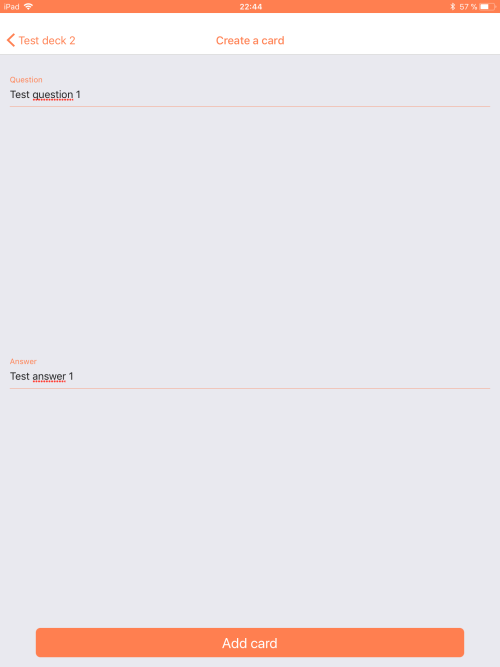 iPad 22:44 57 %
Test deck 2 Create a card
Question
Test question 1
Answer
Test answer 1
Add card